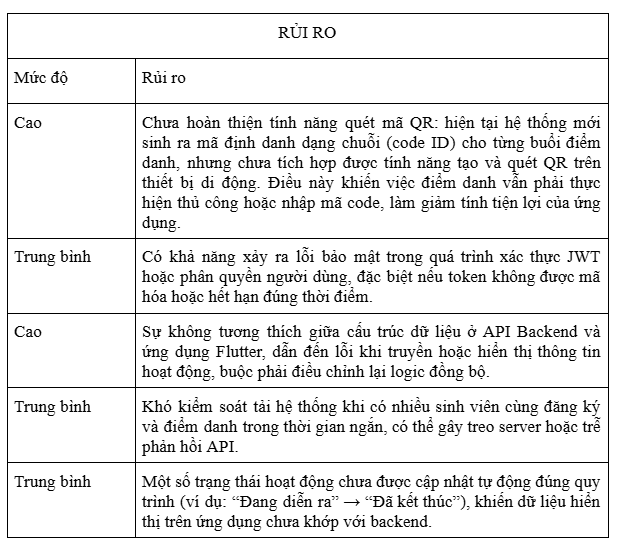 RỦI RO
Mức độ
Rủi ro
Cao
Chưa hoàn thiện tính năng quét mã QR: hiện tại hệ thống mới
sinh ra mã định danh dạng chuỗi (code ID) cho từng buổi điểm
danh, nhưng chưa tích hợp được tính năng tạo và quét QR trên
thiết bị di động. Điều này khiến việc điểm danh vẫn phải thực
hiện thủ công hoặc nhập mã code, làm giảm tính tiện lợi của ứng
dụng.
Trung bình
Có khả năng xảy ra lỗi bảo mật trong quá trình xác thực JWT
hoặc phân quyền người dùng, đặc biệt nếu token không được mã
hóa hoặc hết hạn đúng thời điểm.
Cao
Sự không tương thích giữa cấu trúc dữ liệu ở API Backend và
ứng dụng Flutter, dẫn đến lỗi khi truyền hoặc hiển thị thông tin
hoạt động, buộc phải điều chỉnh lại logic đồng bộ.
Trung bình
Khó kiểm soát tải hệ thống khi có nhiều sinh viên cùng đăng ký
và điểm danh trong thời gian ngắn, có thể gây treo server hoặc trễ
phản hồi API.
Trung bình
Một số trạng thái hoạt động chưa được cập nhật tự động đúng quy
trình (ví dụ: “Đang diễn ra” → “Đã kết thúc”), khiến dữ liệu hiển
thị trên ứng dụng chưa khớp với backend.